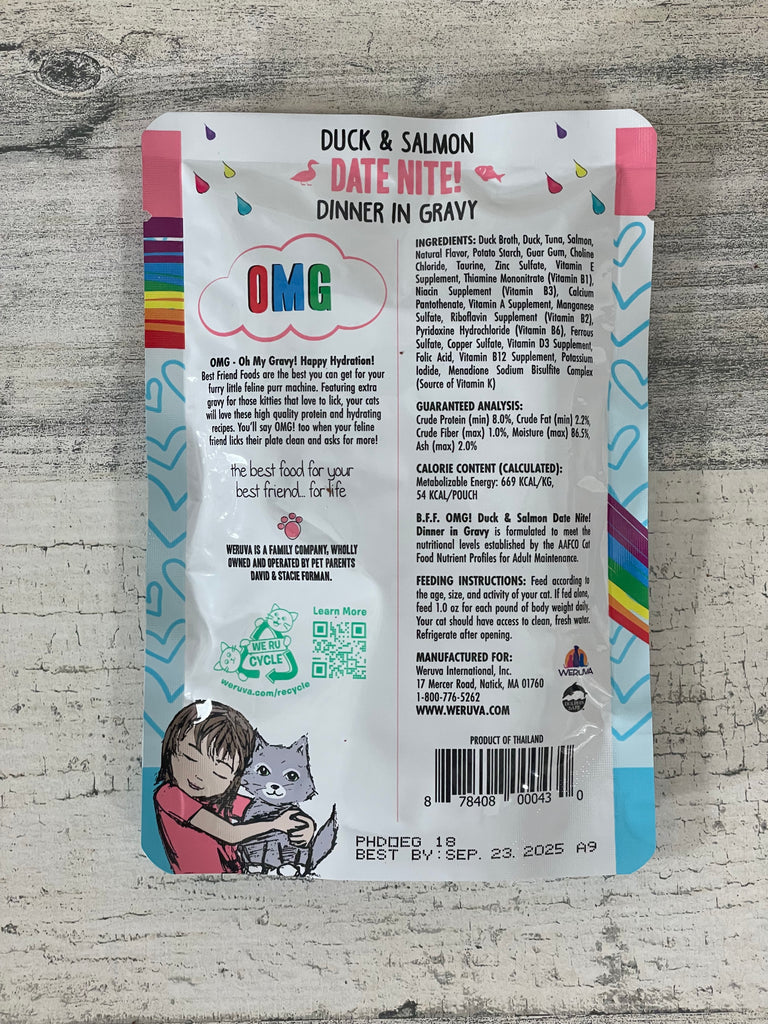 DUCK & SALMON
DATE NITE!
DINNER IN GRAVY
OMG
OMG - Oh My Gravy! Happy Hydration!
Best Friend Foods are the best you can get for your
furry little feline purr machine. Featuring extra
gravy for those kitties that love to lick, your cats
will love these high quality protein and hydrating
recipes. You'll say OMG! too when your feline
friend licks their plate clean and asks for more!
the best food for your
best friend... for life
WERUVA IS A FAMILY COMPANY, WHOLLY
OWNED AND OPERATED BY PET PARENTS
DAVID & STACIE FORMAN.
Learn More
WE RU
CYCLE
weruva.com/recycle
INGREDIENTS: Duck Broth, Duck, Tuna, Salmon,
Natural Flavor, Potato Starch, Guar Gum, Choline
Chloride, Taurine, Zinc Sulfate, Vitamin E
Supplement, Thiamine Mononitrate (Vitamin B1),
Niacin Supplement (Vitamin B3), Calcium
Pantothenate, Vitamin A Supplement, Manganese
Sulfate, Riboflavin Supplement (Vitamin B2),
Pyridoxine Hydrochloride (Vitamin B6), Ferrous
Sulfate, Copper Sulfate, Vitamin D3 Supplement,
Folic Acid, Vitamin B12 Supplement, Potassium
Iodide, Menadione Sodium Bisulfite Complex
(Source of Vitamin K)
GUARANTEED ANALYSIS:
Crude Protein (min) 8.0%, Crude Fat (min) 2.2%,
Crude Fiber (max) 1.0%, Moisture (max) 86.5%,
Ash (max) 2.0%
CALORIE CONTENT (CALCULATED):
Metabolizable Energy: 669 KCAL/KG,
54 KCAL/POUCH
B.F.F. OMG! Duck & Salmon Date Nite!
Dinner in Gravy is formulated to meet the
nutritional levels established by the AAFCO Cat
Food Nutrient Profiles for Adult Maintenance.
FEEDING INSTRUCTIONS: Feed according to
the age, size, and activity of your cat. If fed alone,
feed 1.0 oz for each pound of body weight daily.
Your cat should have access to clean, fresh water.
Refrigerate after opening.
MANUFACTURED FOR:
Weruva International, Inc.
17 Mercer Road, Natick, MA 01760
1-800-776-5262
WWW.WERUVA.COM
WERUVA
PRODUCT OF THAILAND
8 78408 00043 0
PHD EG 18
BEST BY:SEP. 23. 2025 A9